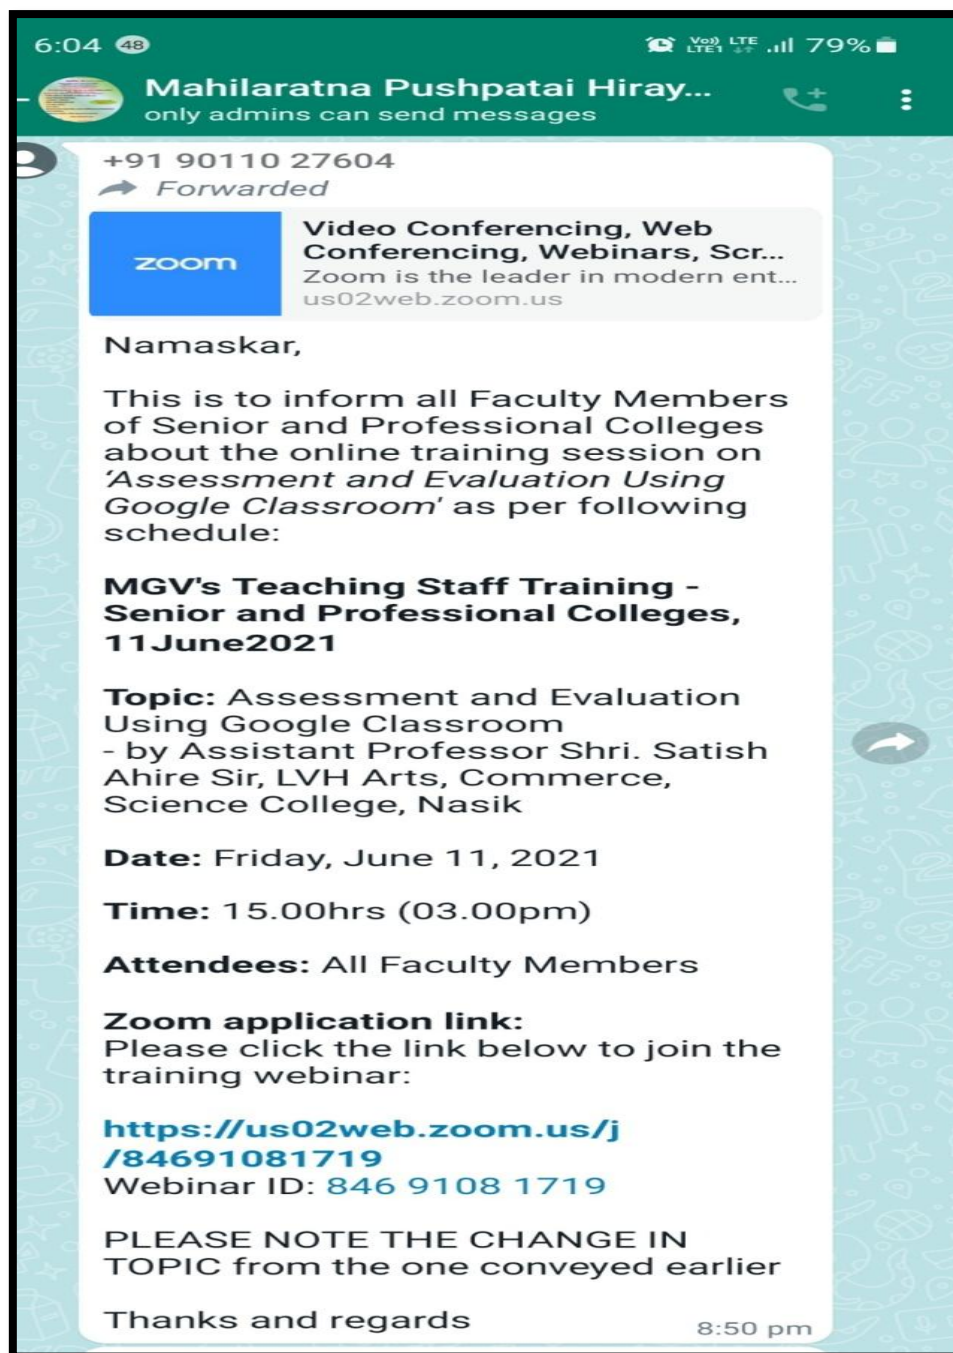 6:04 48 Vo)) LTE1 LTE 79%
Mahilaratna Pushpatai Hiray...
only admins can send messages
+91 90110 27604
Forwarded
zoom
Video Conferencing, Web
Conferencing, Webinars, Scr...
Zoom is the leader in modern ent...
us02web.zoom.us
Namaskar,
This is to inform all Faculty Members
of Senior and Professional Colleges
about the online training session on
‘Assessment and Evaluation Using
Google Classroom' as per following
schedule:
MGV's Teaching Staff Training -
Senior and Professional Colleges,
11June2021
Topic: Assessment and Evaluation
Using Google Classroom
- by Assistant Professor Shri. Satish
Ahire Sir, LVH Arts, Commerce,
Science College, Nasik
Date: Friday, June 11, 2021
Time: 15.00hrs (03.00pm)
Attendees: All Faculty Members
Zoom application link:
Please click the link below to join the
training webinar:
https://us02web.zoom.us/j
/84691081719
Webinar ID: 846 9108 1719
PLEASE NOTE THE CHANGE IN
TOPIC from the one conveyed earlier
Thanks and regards
8:50 pm